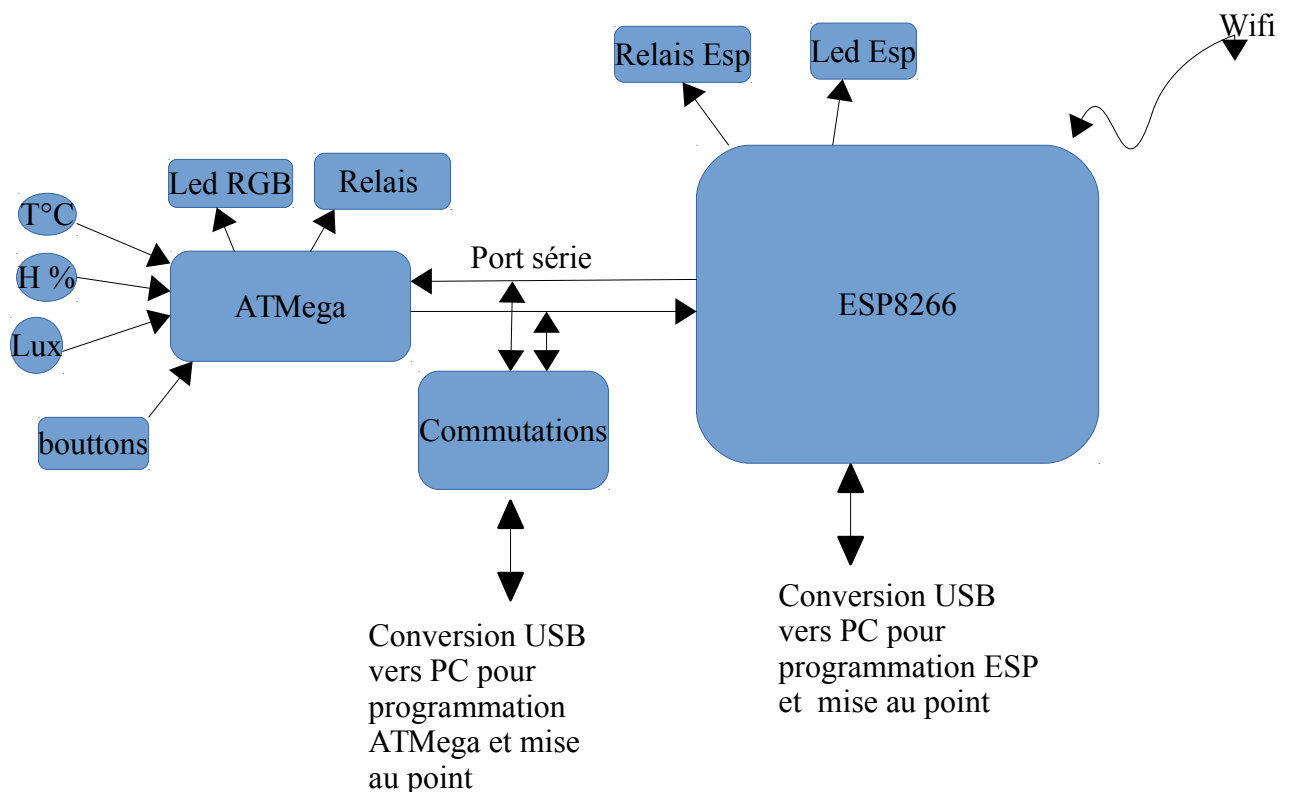 Wifi
Relais Esp
Led Esp
Led RGB
Relais
T°C
H %
Lux
bouttons
ATMega
Port série
ESP8266
Commutations
Conversion USB
vers PC pour
programmation
ATMega et mise
au point
Conversion USB
vers PC pour
programmation ESP
et  mise au point